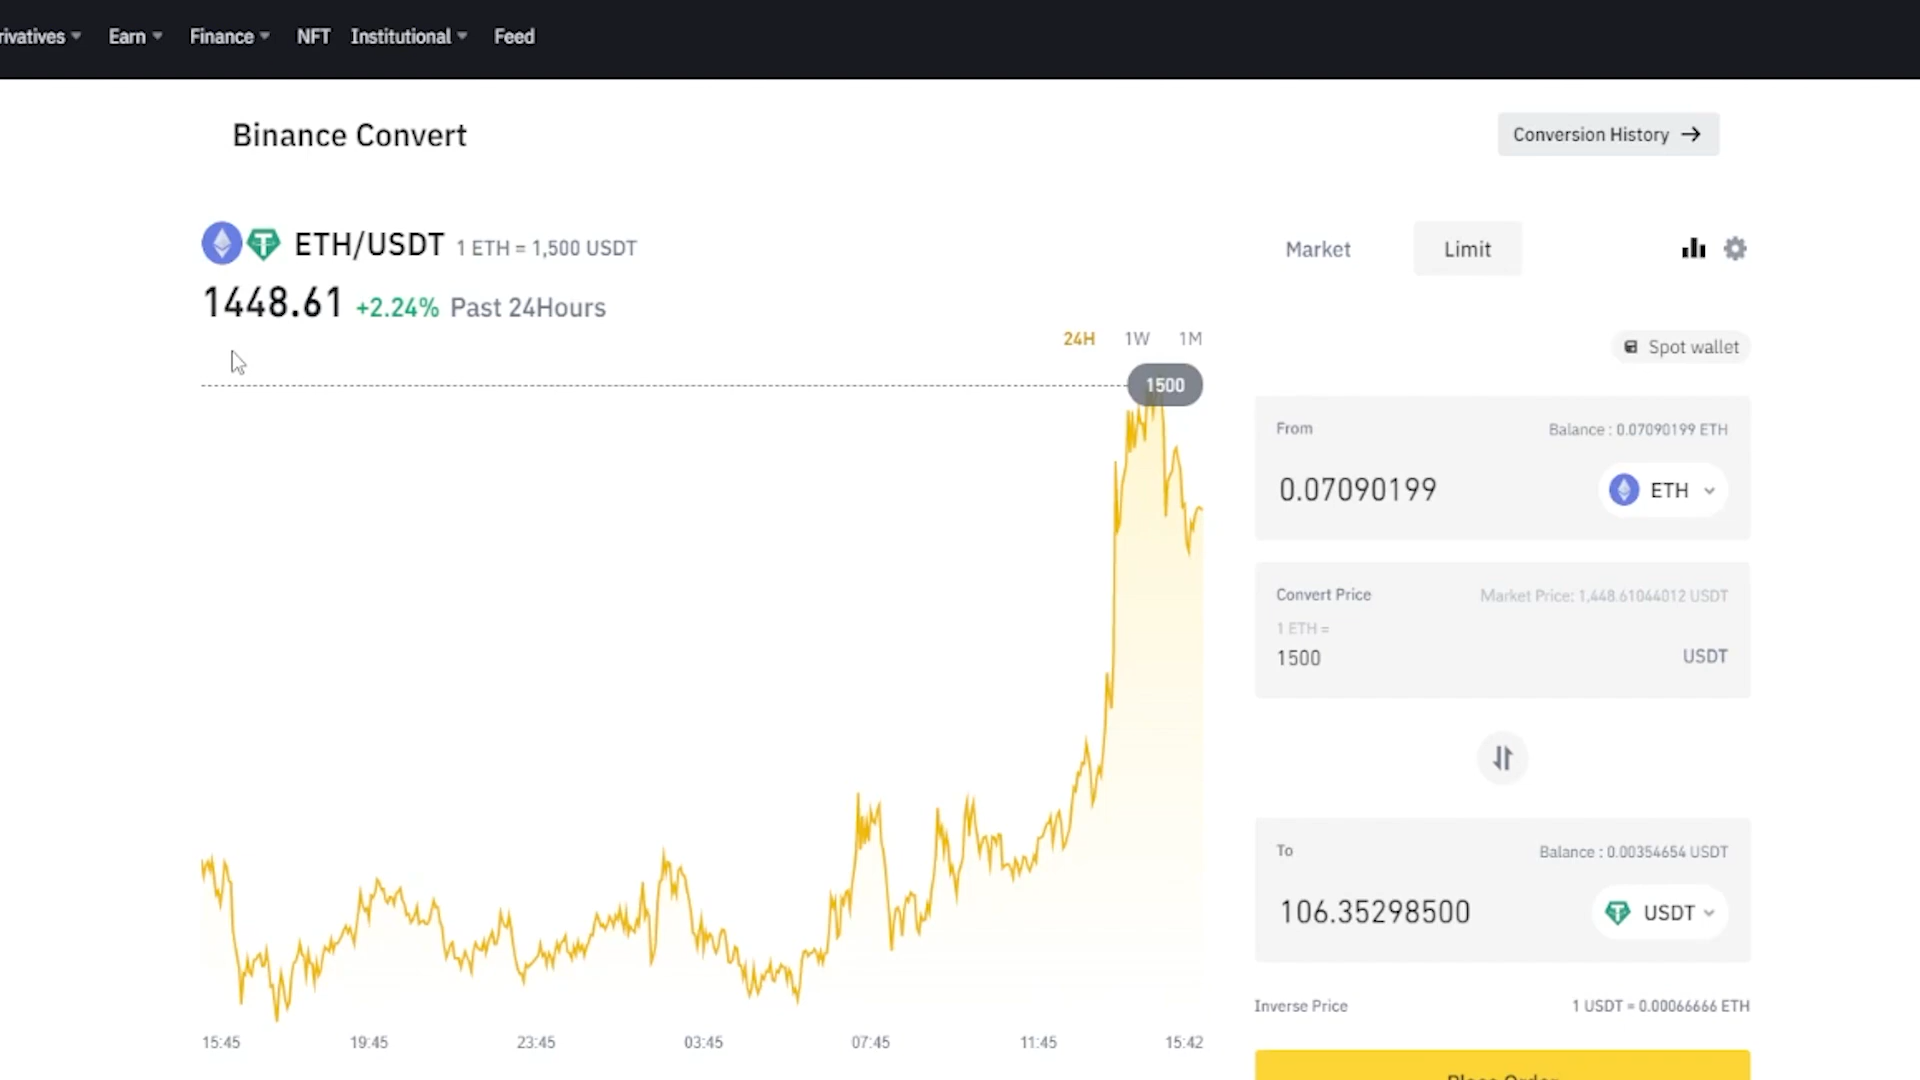 rivatives Earn Finance NFT Institutional Feed
Binance Convert
Conversion History →
ETH/USDT 1 ETH = 1,500 USDT
1448.61 +2.24% Past 24Hours
24H 1W 1M
1500
15:45 19:45 23:45 03:45 07:45 11:45 15:42
Market Limit
Spot wallet
From Balance : 0.07090199 ETH
0.07090199 ETH
Convert Price Market Price: 1,448.61044012 USDT
1 ETH =
1500 USDT
To Balance : 0.00354654 USDT
106.35298500 USDT
Inverse Price 1 USDT = 0.00066666 ETH
Place Order